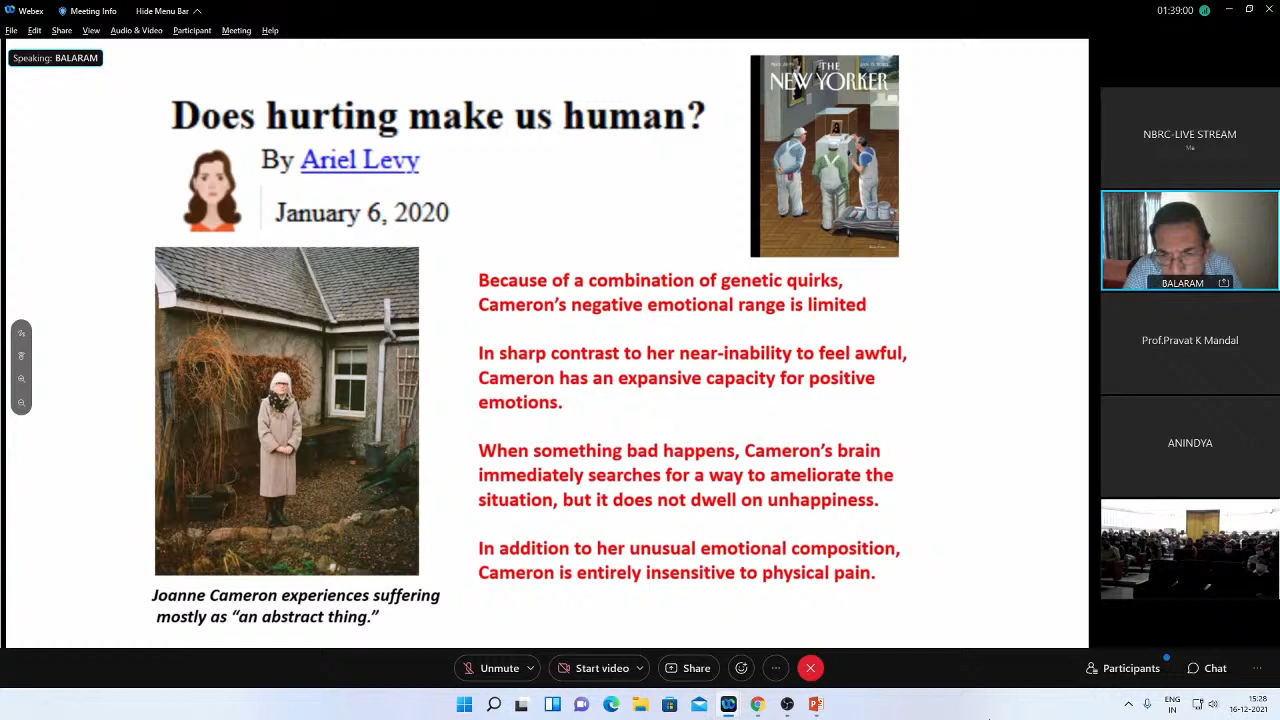 Webex
Meeting Info
Hide Menu Bar
01:39:00
File Edit Share View Audio & Video Participant Meeting Help
Speaking: BALARAM
THE
NEW YORKER
Does hurting make us human?
By Ariel Levy
January 6, 2020
Because of a combination of genetic quirks,
Cameron's negative emotional range is limited
In sharp contrast to her near-inability to feel awful,
Cameron has an expansive capacity for positive
emotions.
When something bad happens, Cameron's brain
immediately searches for a way to ameliorate the
situation, but it does not dwell on unhappiness.
In addition to her unusual emotional composition,
Cameron is entirely insensitive to physical pain.
Joanne Cameron experiences suffering
mostly as “an abstract thing.”
NBRC-LIVE STREAM
Me
BALARAM
Prof.Pravat K Mandal
ANINDYA
Unmute
Start video
Share
Participants
Chat
ENG
IN
17:08
16-12-2021